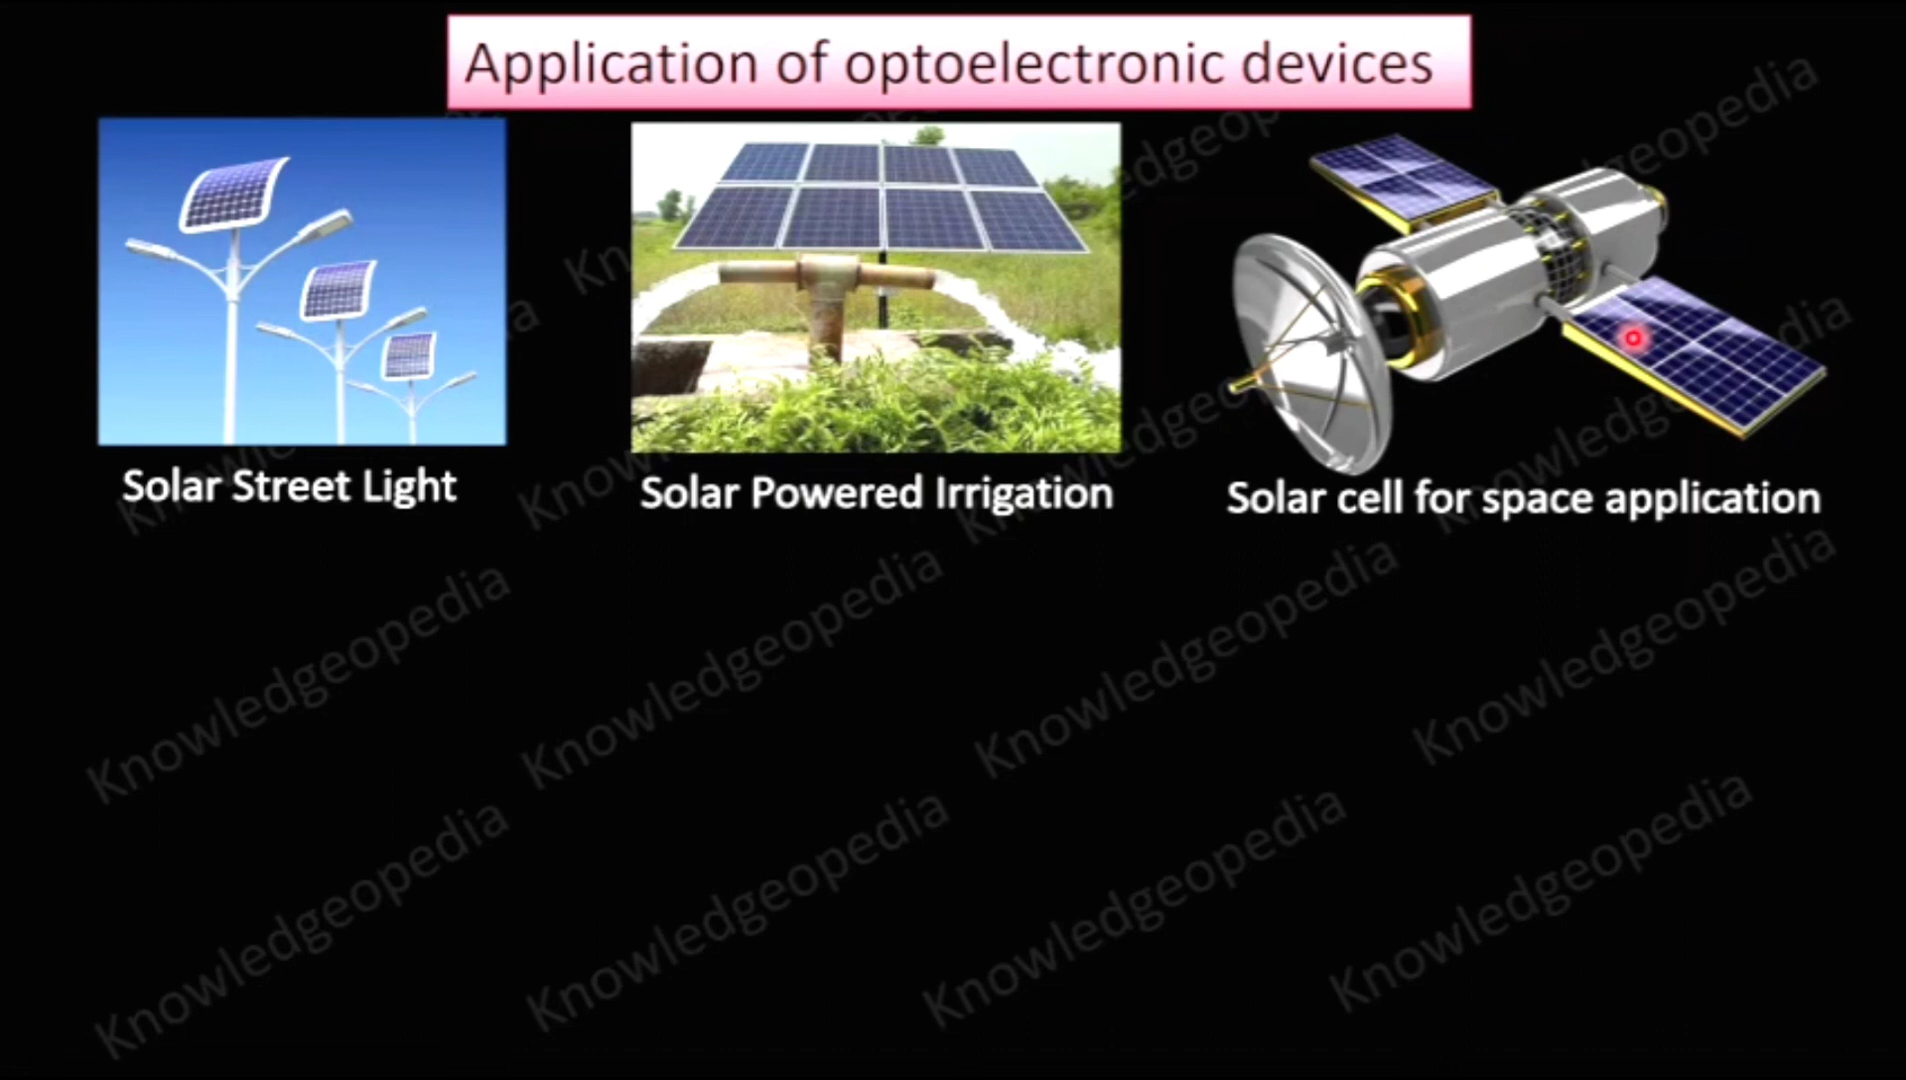 Application of optoelectronic devices
Solar Street Light
Solar Powered Irrigation
Solar cell for space application
Knowledgeopedia
Knowledgeopedia
Knowledgeopedia
Knowledgeopedia
Knowledgeopedia
Knowledgeopedia
Knowledgeopedia
Knowledgeopedia